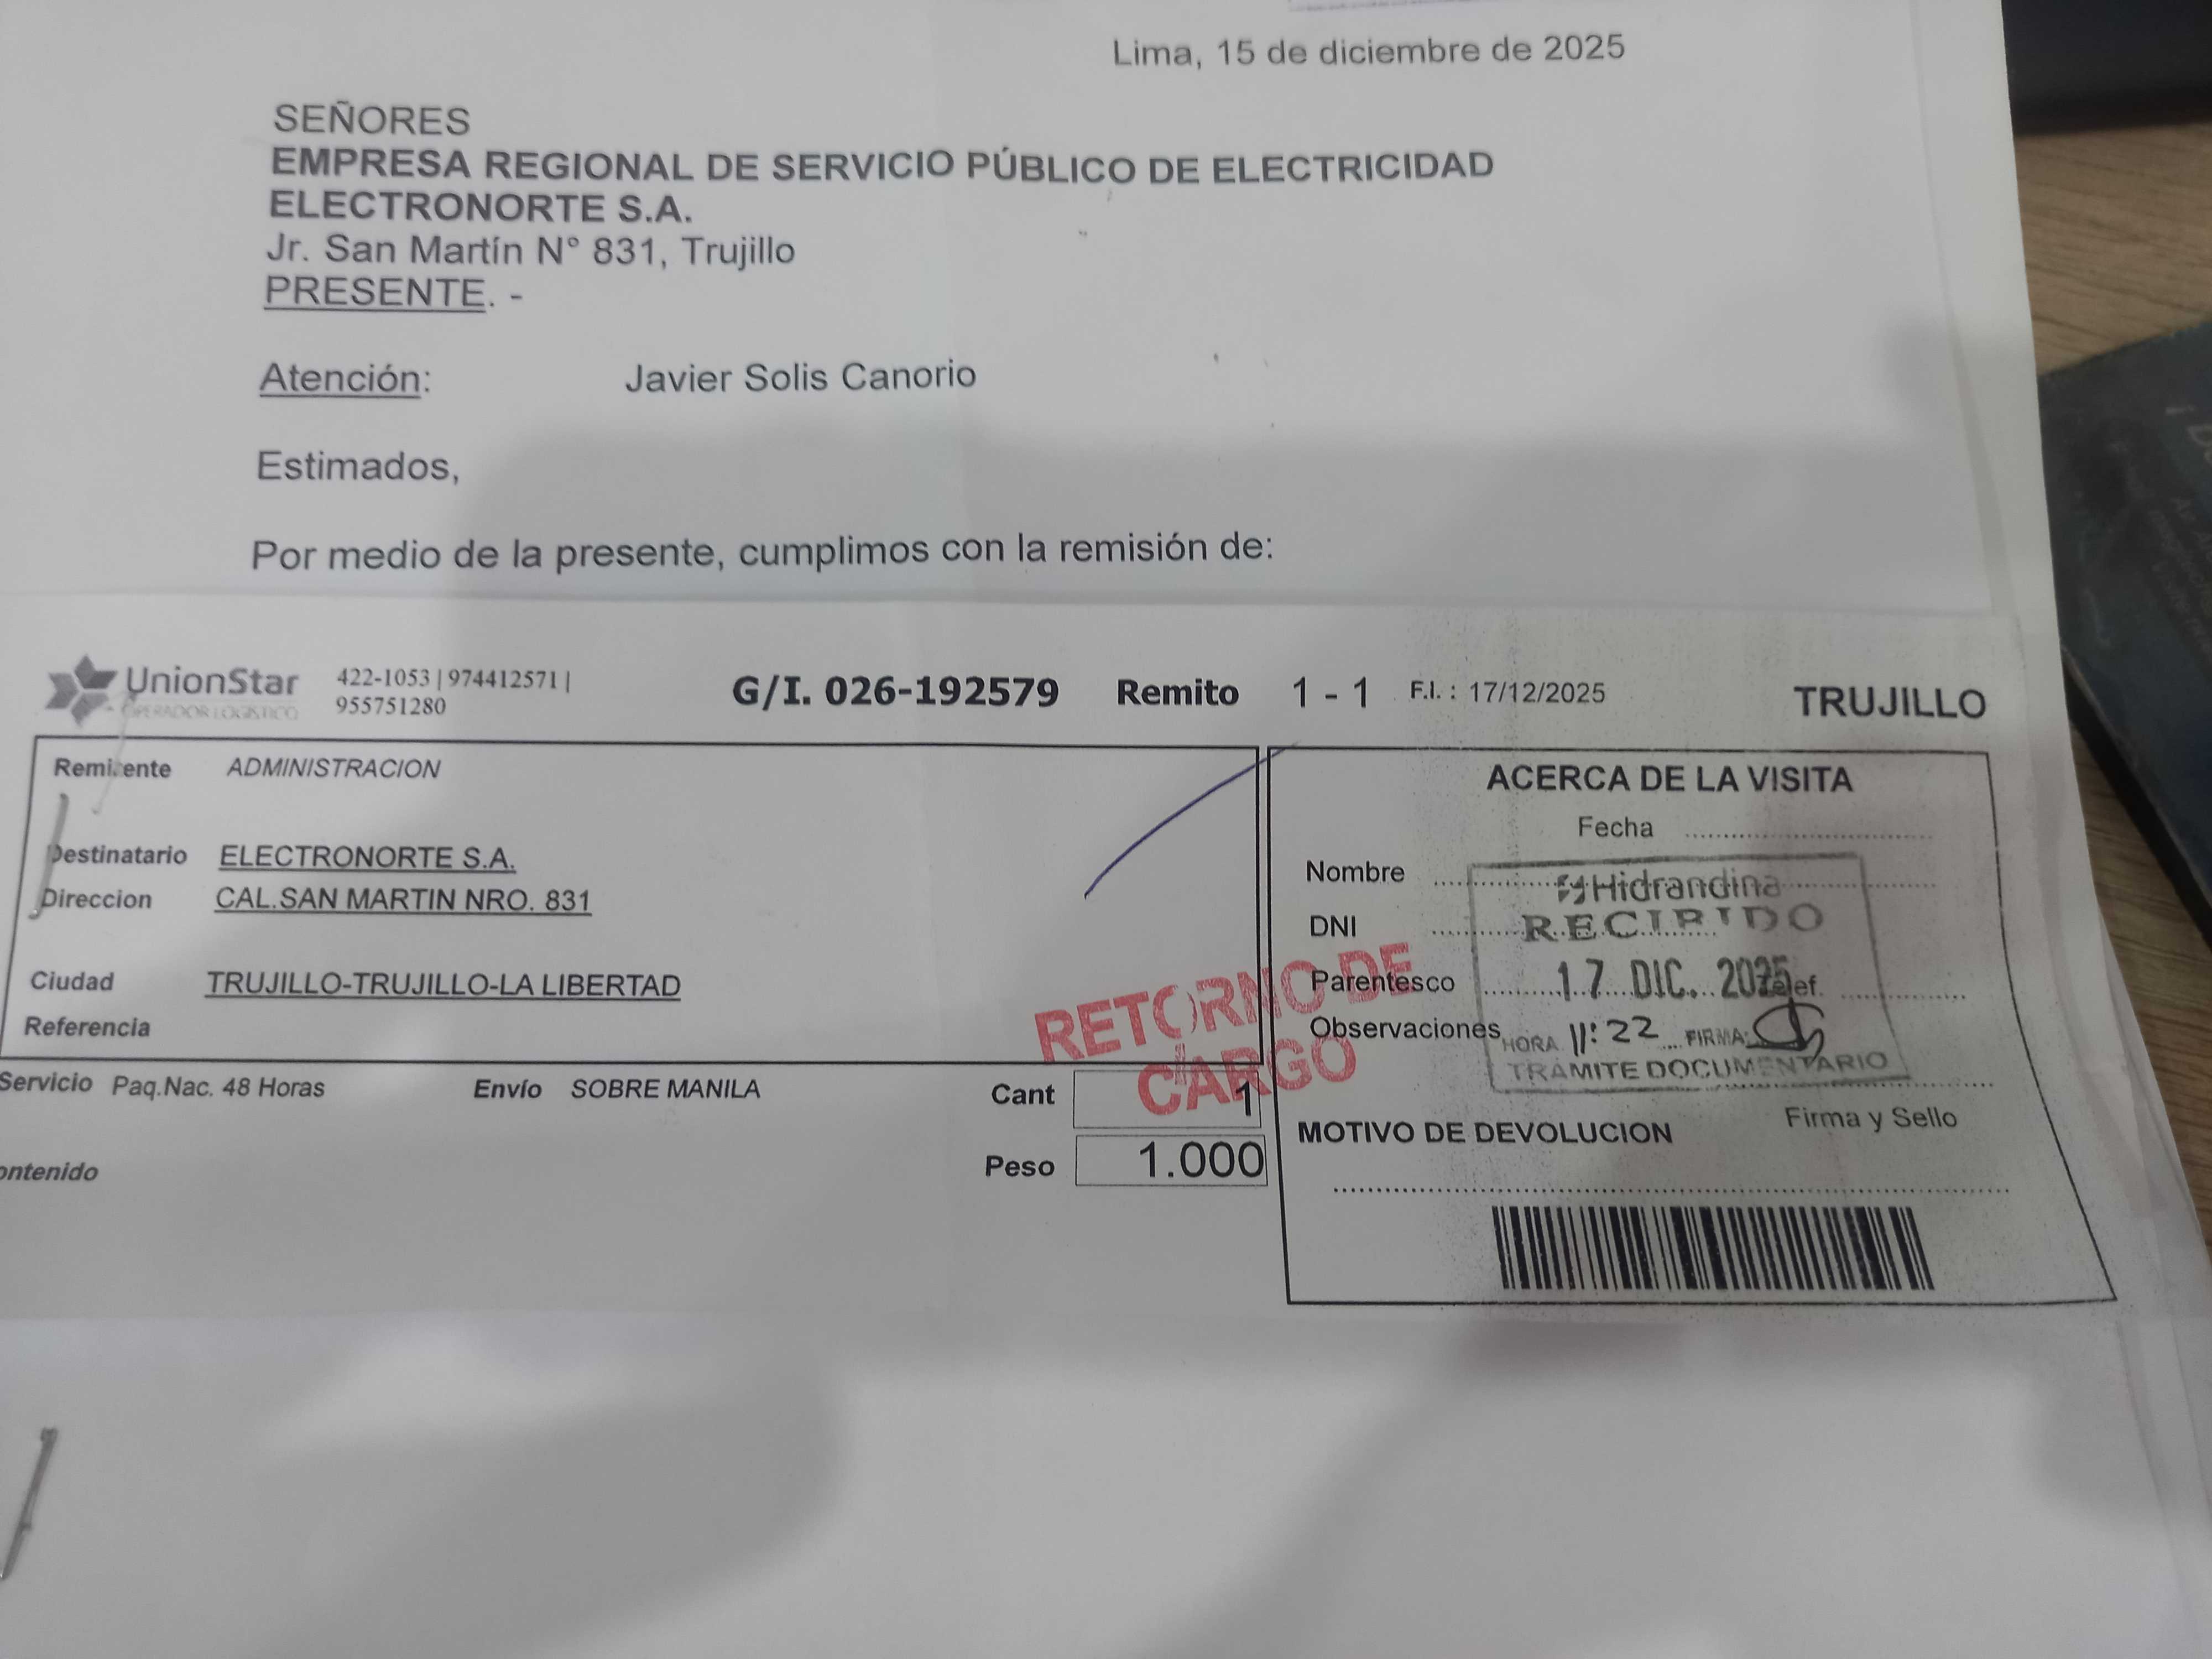 Lima, 15 de diciembre de 2025
SEÑORES
EMPRESA REGIONAL DE SERVICIO PÚBLICO DE ELECTRICIDAD
ELECTRONORTE S.A.
Jr. San Martín N° 831, Trujillo
PRESENTE. -
Atención: Javier Solis Canorio
Estimados,
Por medio de la presente, cumplimos con la remisión de:
UnionStar
OPERADOR LOGISTICO
422-1053 | 974412571 |
955751280
G/I. 026-192579 Remito 1 - 1 F.I. : 17/12/2025 TRUJILLO
Remitente ADMINISTRACION
Destinatario ELECTRONORTE S.A.
Direccion CAL.SAN MARTIN NRO. 831
Ciudad TRUJILLO-TRUJILLO-LA LIBERTAD
Referencia
Servicio Paq.Nac. 48 Horas Envío SOBRE MANILA Cant 1
Peso 1.000
ontenido
RETORNO DE
CARGO
ACERCA DE LA VISITA
Fecha
Nombre
DNI
Parentesco
Telef.
Observaciones
Hidrandina
RECIBIDO
17 DIC. 2025
HORA 11:22 FIRMA:
TRAMITE DOCUMENTARIO
Firma y Sello
MOTIVO DE DEVOLUCION